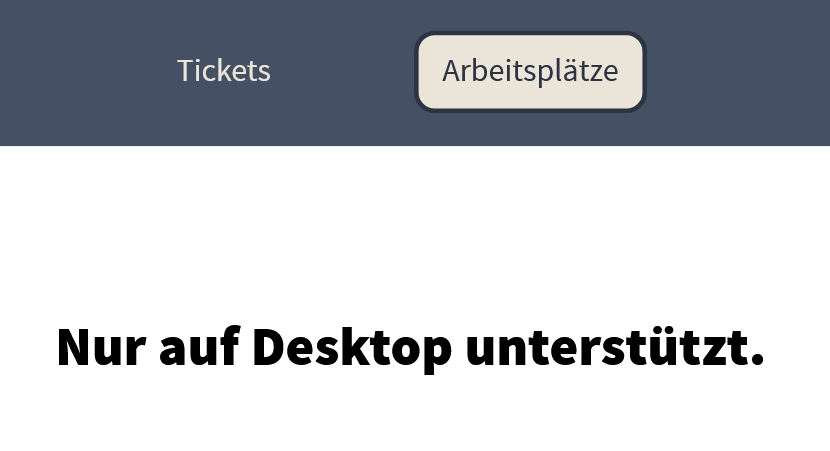 Tickets
Arbeitsplätze
Nur auf Desktop unterstützt.